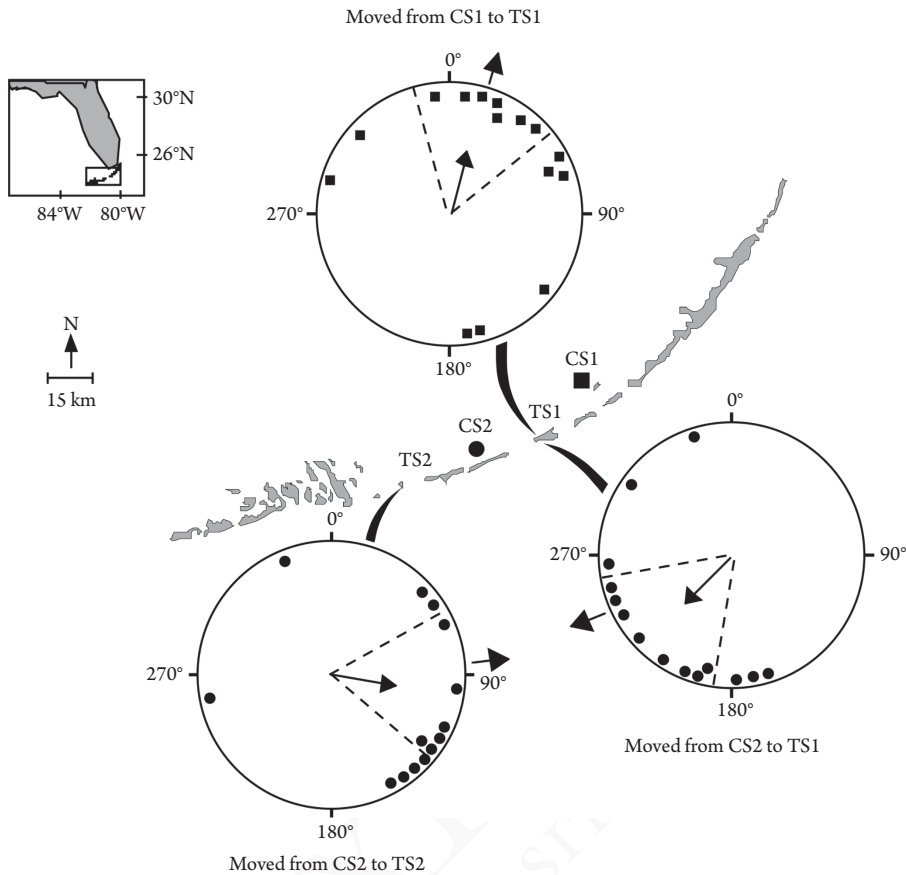 Moved from CS1 to TS1
0°
30°N
26°N
84°W 80°W
270°
90°
180°
N
15 km
CS1
TS1
CS2
TS2
0°
270°
90°
180°
Moved from CS2 to TS1
0°
270°
90°
180°
Moved from CS2 to TS2